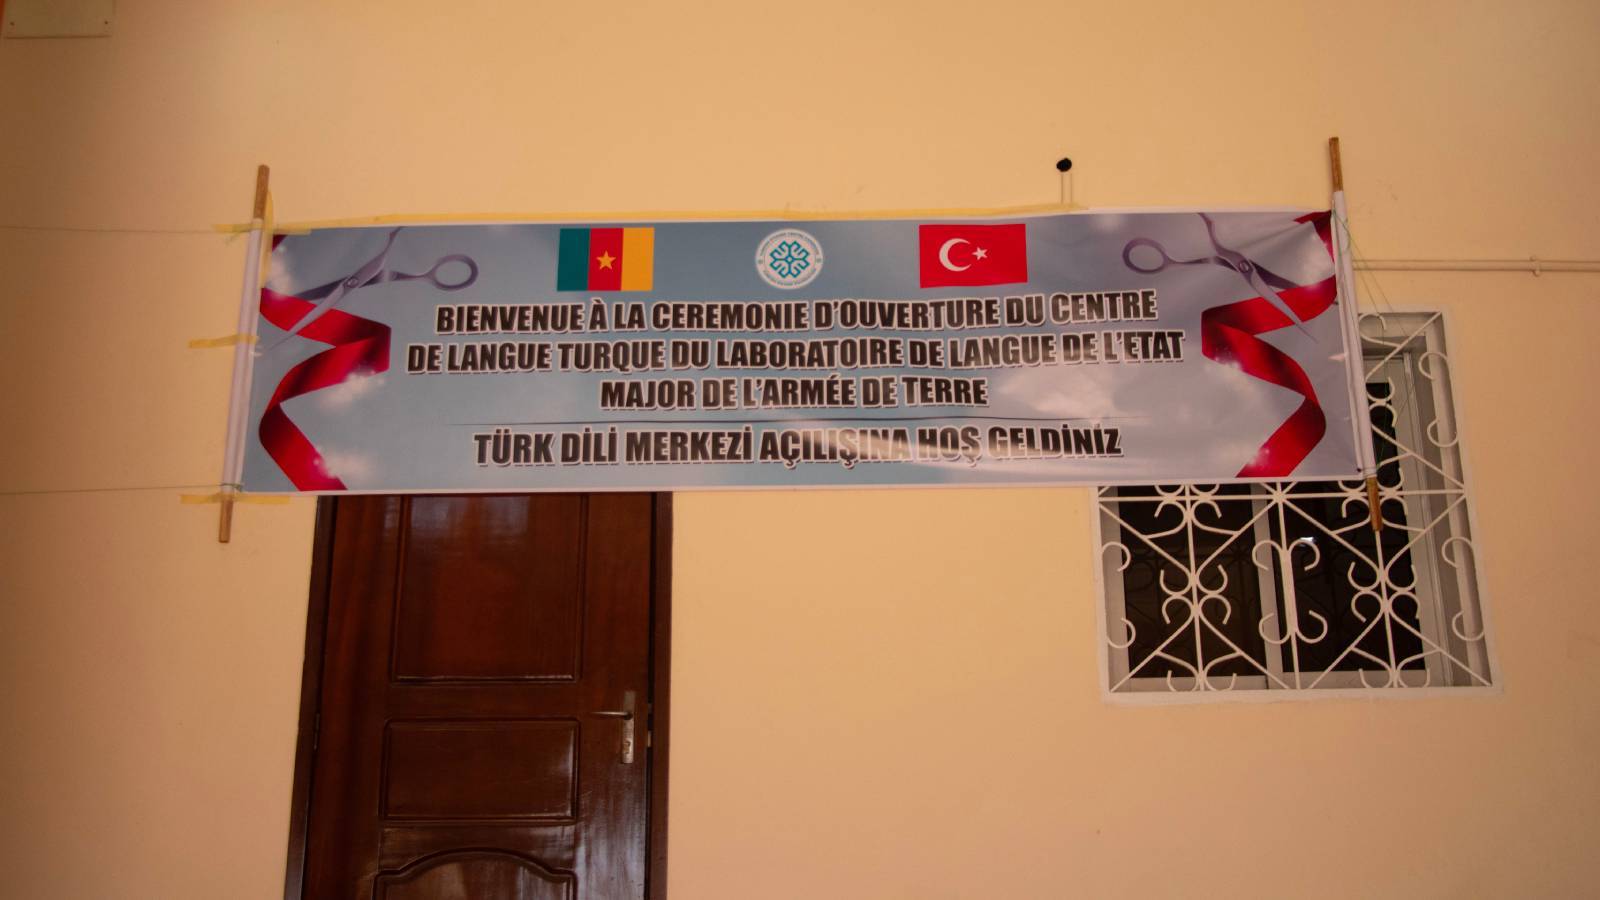 BIENVENUE À LA CEREMONIE D'OUVERTURE DU CENTRE
DE LANGUE TURQUE DU LABORATOIRE DE LANGUE DE L'ETAT
MAJOR DE L'ARMÉE DE TERRE
TÜRK DİLİ MERKEZİ AÇILIŞINA HOŞ GELDİNİZ